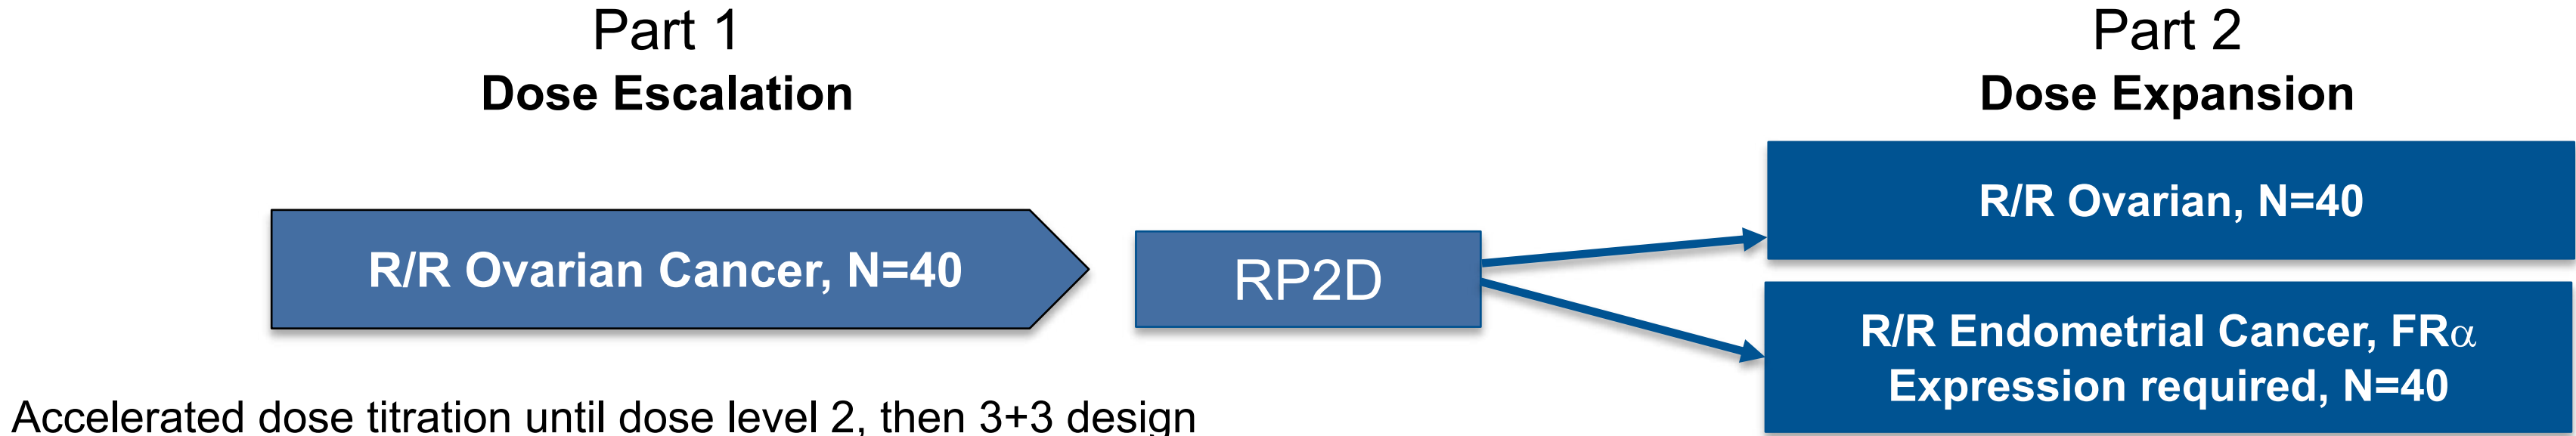 Part 1
Dose Escalation
R/R Ovarian Cancer, N=40
Accelerated dose titration until dose level 2, then 3+3 design
RP2D
Part 2
Dose Expansion
R/R Ovarian, N=40
R/R Endometrial Cancer, FRα
Expression required, N=40